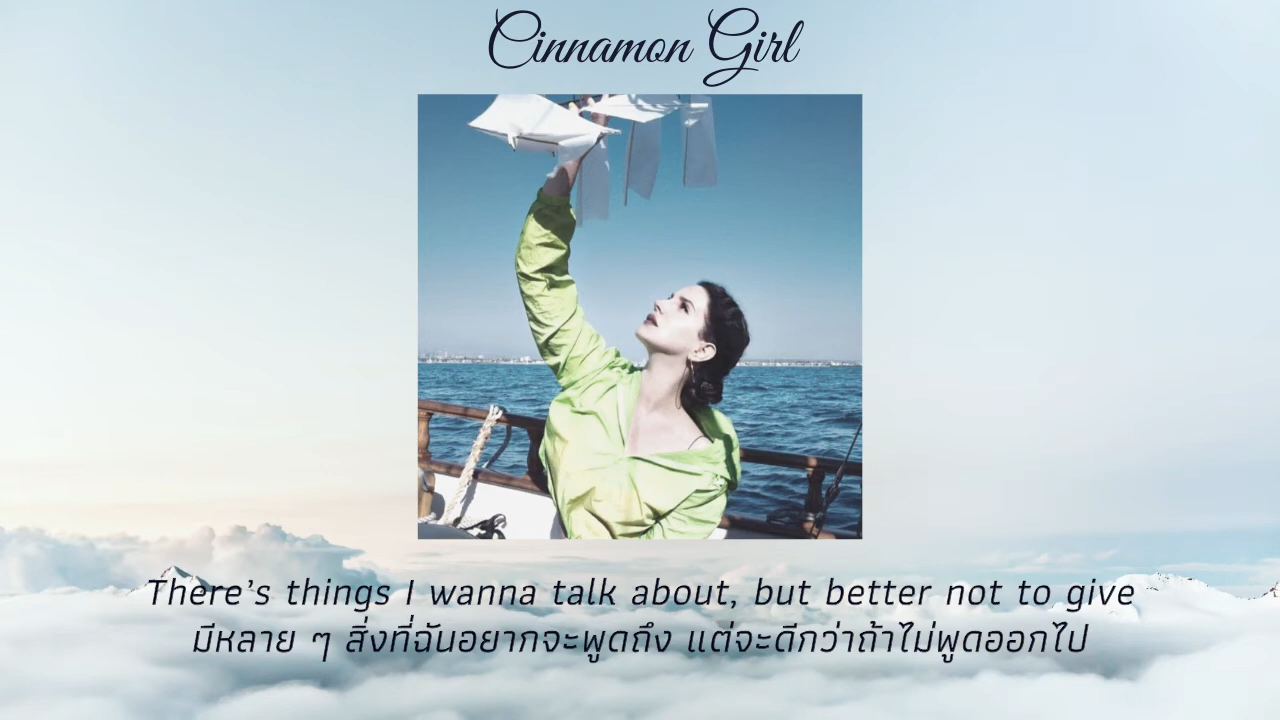 Cinnamon Girl
There's things I wanna talk about, but better not to give
มีหลาย ๆ สิ่งที่ฉันอยากจะพูดถึง แต่จะดีกว่าถ้าไม่พูดออกไป